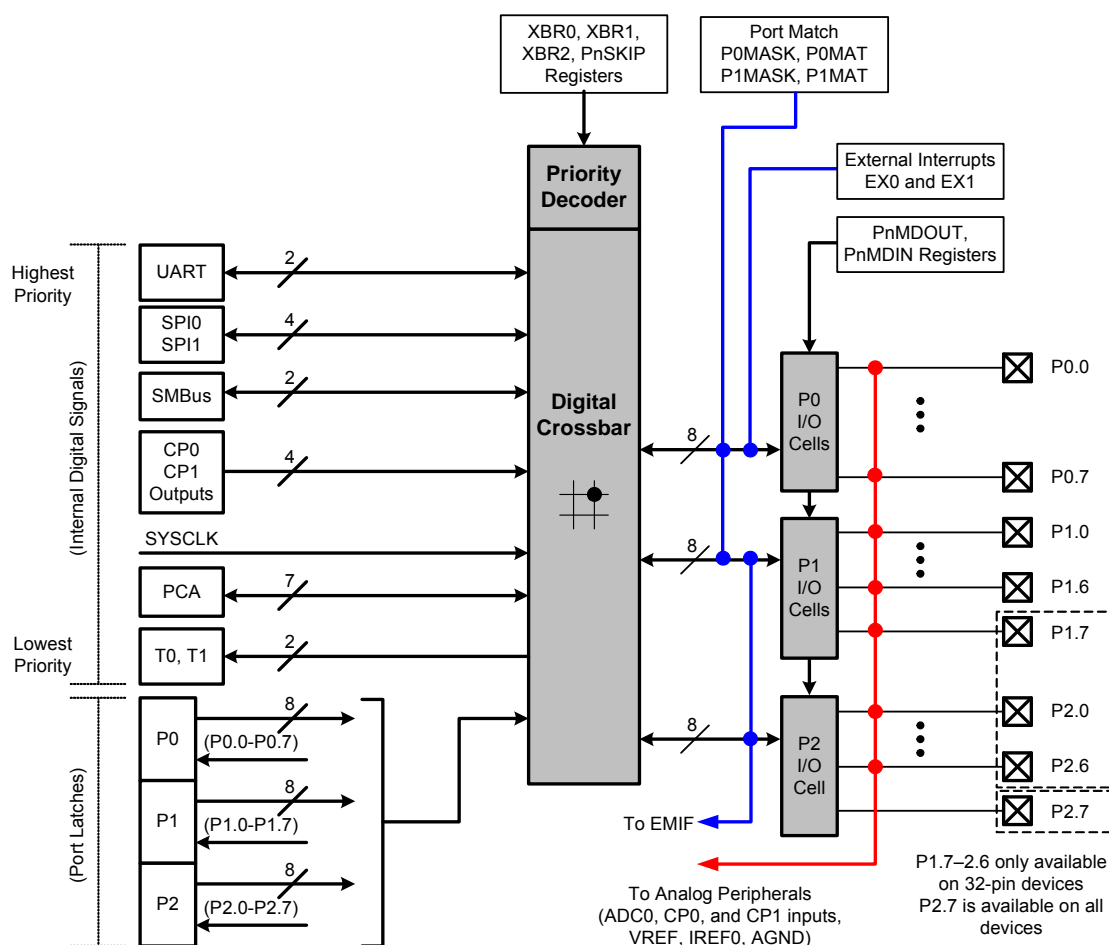 XBR0, XBR1,
XBR2, PnSKIP
Registers
Port Match
P0MASK, P0MAT
P1MASK, P1MAT
External Interrupts
EX0 and EX1
PnMDOUT,
PnMDIN Registers
Priority
Decoder
Digital
Crossbar
Highest
Priority
(Internal Digital Signals)
Lowest
Priority
UART
2
SPI0
SPI1
4
SMBus
2
CP0
CP1
Outputs
4
SYSCLK
PCA
7
T0, T1
2
(Port Latches)
P0
8
(P0.0-P0.7)
P1
8
(P1.0-P1.7)
P2
8
(P2.0-P2.7)
8
8
8
P0
I/O
Cells
P1
I/O
Cells
P2
I/O
Cell
P0.0
P0.7
P1.0
P1.6
P1.7
P2.0
P2.6
P2.7
To EMIF
To Analog Peripherals
(ADC0, CP0, and CP1 inputs,
VREF, IREF0, AGND)
P1.7–2.6 only available
on 32-pin devices
P2.7 is available on all
devices